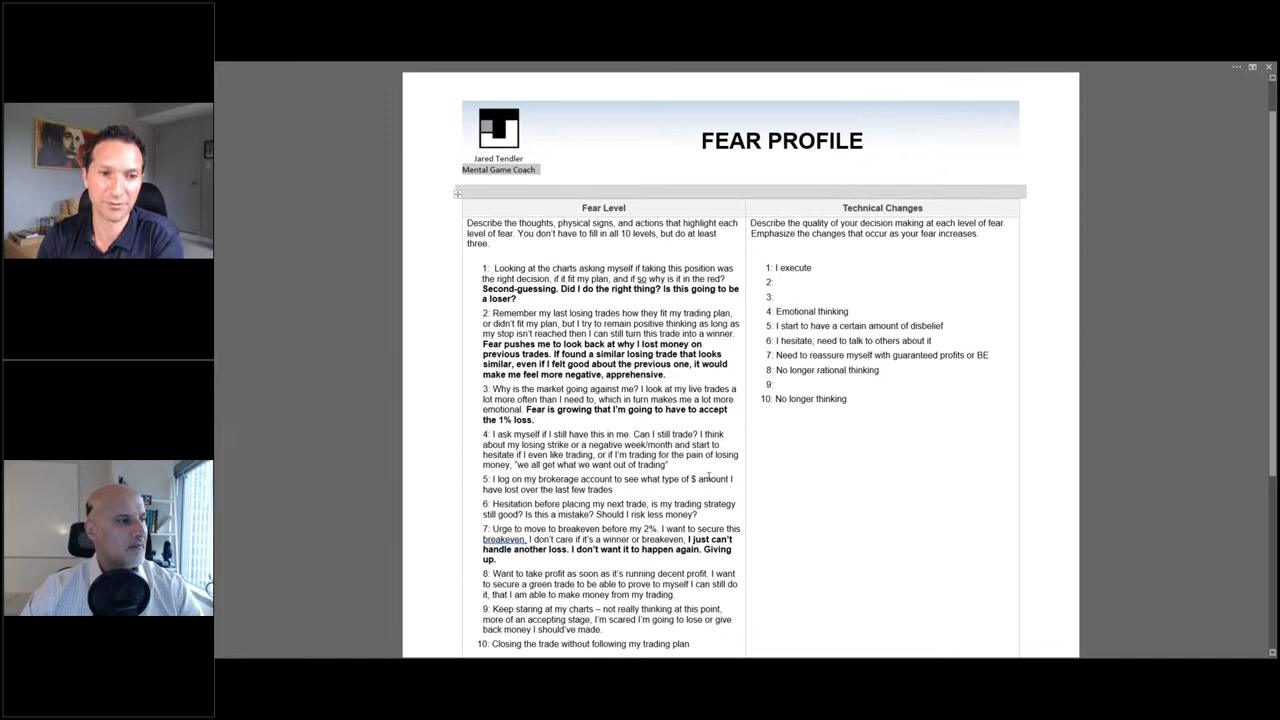 FEAR PROFILE
Jared Tendler
Mental Game Coach
Fear Level
Technical Changes
Describe the thoughts, physical signs, and actions that highlight each
level of fear. You don't have to fill in all 10 levels, but do at least
three.
1: Looking at the charts asking myself if taking this position was
the right decision, if it fit my plan, and if so why is it in the red?
Second-guessing. Did I do the right thing? Is this going to be
a loser?
2: Remember my last losing trades how they fit my trading plan,
or didn't fit my plan, but I try to remain positive thinking as long as
my stop isn't reached then I can still turn this trade into a winner.
Fear pushes me to look back at why I lost money on
previous trades. If found a similar losing trade that looks
similar, even if I felt good about the previous one, it would
make me feel more negative, apprehensive.
3: Why is the market going against me? I look at my live trades a
lot more often than I need to, which in turn makes me a lot more
emotional. Fear is growing that I'm going to have to accept
the 1% loss.
4: I ask myself if I still have this in me. Can I still trade? I think
about my losing strike or a negative week/month and start to
hesitate if I even like trading, or if I'm trading for the pain of losing
money, "we all get what we want out of trading"
5: I log on my brokerage account to see what type of $ amount I
have lost over the last few trades
6: Hesitation before placing my next trade, is my trading strategy
still good? Is this a mistake? Should I risk less money?
7: Urge to move to breakeven before my 2%. I want to secure this
breakeven, I don't care if it's a winner or breakeven, I just can't
handle another loss. I don't want it to happen again. Giving
up.
8: Want to take profit as soon as it's running decent profit. I want
to secure a green trade to be able to prove to myself I can still do
it, that I am able to make money from my trading.
9: Keep staring at my charts – not really thinking at this point,
more of an accepting stage, I'm scared I'm going to lose or give
back money I should've made.
10: Closing the trade without following my trading plan
Describe the quality of your decision making at each level of fear.
Emphasize the changes that occur as your fear increases.
1: I execute
2:
3:
4: Emotional thinking
5: I start to have a certain amount of disbelief
6: I hesitate, need to talk to others about it
7: Need to reassure myself with guaranteed profits or BE
8: No longer rational thinking
9:
10: No longer thinking